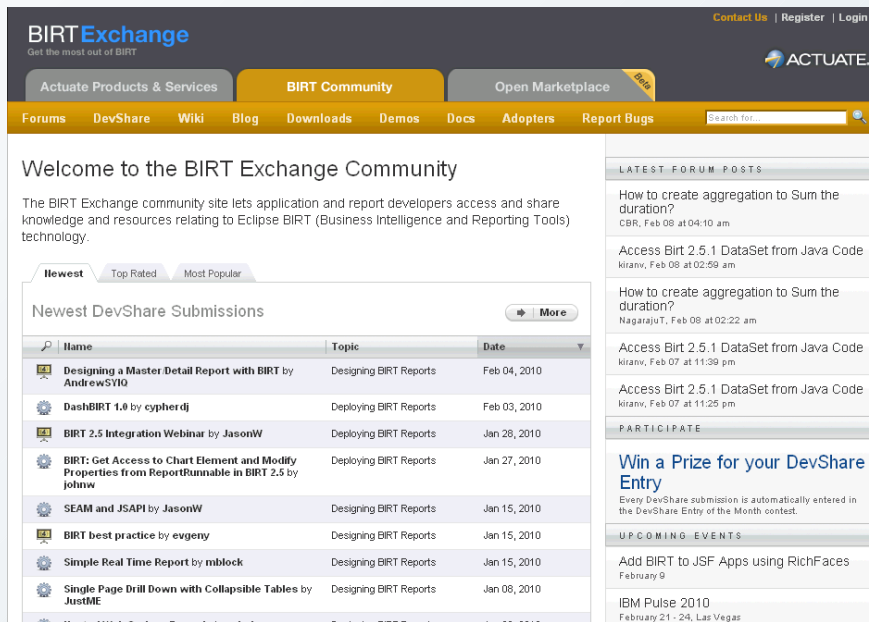 Contact Us | Register | Login
BIRT Exchange
Get the most out of BIRT
ACTUATE.
Actuate Products & Services
BIRT Community
Open Marketplace
Beta
Forums DevShare Wiki Blog Downloads Demos Docs Adopters Report Bugs
Search for...
Welcome to the BIRT Exchange Community
The BIRT Exchange community site lets application and report developers access and share
knowledge and resources relating to Eclipse BIRT (Business Intelligence and Reporting Tools)
technology.
Newest Top Rated Most Popular
Newest DevShare Submissions
More
Name Topic Date
Designing a Master/Detail Report with BIRT by
AndrewSYIQ
Designing BIRT Reports Feb 04, 2010
DashBIRT 1.0 by cypherdj Deploying BIRT Reports Feb 03, 2010
BIRT 2.5 Integration Webinar by JasonW Deploying BIRT Reports Jan 28, 2010
BIRT: Get Access to Chart Element and Modify
Properties from ReportRunnable in BIRT 2.5 by
johnw
Deploying BIRT Reports Jan 27, 2010
SEAM and JSAPI by JasonW Deploying BIRT Reports Jan 15, 2010
BIRT best practice by evgeny Designing BIRT Reports Jan 15, 2010
Simple Real Time Report by mblock Designing BIRT Reports Jan 15, 2010
Single Page Drill Down with Collapsible Tables by
JustME
Designing BIRT Reports Jan 08, 2010
LATEST FORUM POSTS
How to create aggregation to Sum the
duration?
CBR, Feb 08 at 04:10 am
Access Birt 2.5.1 DataSet from Java Code
kiranv, Feb 08 at 02:59 am
How to create aggregation to Sum the
duration?
NagarajuT, Feb 08 at 02:22 am
Access Birt 2.5.1 DataSet from Java Code
kiranv, Feb 07 at 11:39 pm
Access Birt 2.5.1 DataSet from Java Code
kiranv, Feb 07 at 11:25 pm
PARTICIPATE
Win a Prize for your DevShare
Entry
Every DevShare submission is automatically entered in
the DevShare Entry of the Month contest.
UPCOMING EVENTS
Add BIRT to JSF Apps using RichFaces
February 9
IBM Pulse 2010
February 21 - 24, Las Vegas